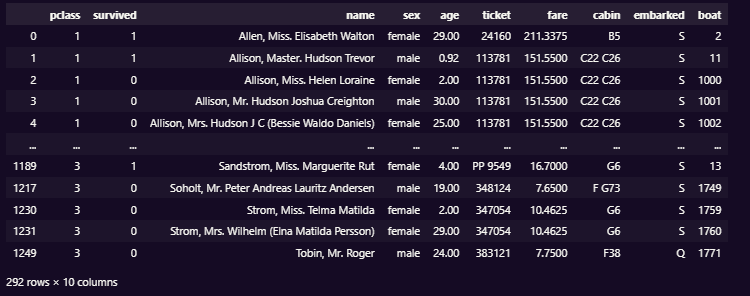 pclass survived name sex age ticket fare cabin embarked boat
0 1 1 Allen, Miss. Elisabeth Walton female 29.00 24160 211.3375 B5 S 2
1 1 1 Allison, Master. Hudson Trevor male 0.92 113781 151.5500 C22 C26 S 11
2 1 0 Allison, Miss. Helen Loraine female 2.00 113781 151.5500 C22 C26 S 1000
3 1 0 Allison, Mr. Hudson Joshua Creighton male 30.00 113781 151.5500 C22 C26 S 1001
4 1 0 Allison, Mrs. Hudson J C (Bessie Waldo Daniels) female 25.00 113781 151.5500 C22 C26 S 1002
... ... ... ... ... ... ... ... ... ... ...
1189 3 1 Sandstrom, Miss. Marguerite Rut female 4.00 PP 9549 16.7000 G6 S 13
1217 3 0 Soholt, Mr. Peter Andreas Lauritz Andersen male 19.00 348124 7.6500 F G73 S 1749
1230 3 0 Strom, Miss. Telma Matilda female 2.00 347054 10.4625 G6 S 1759
1231 3 0 Strom, Mrs. Wilhelm (Elna Matilda Persson) female 29.00 347054 10.4625 G6 S 1760
1249 3 0 Tobin, Mr. Roger male 24.00 383121 7.7500 F38 Q 1771
292 rows × 10 columns